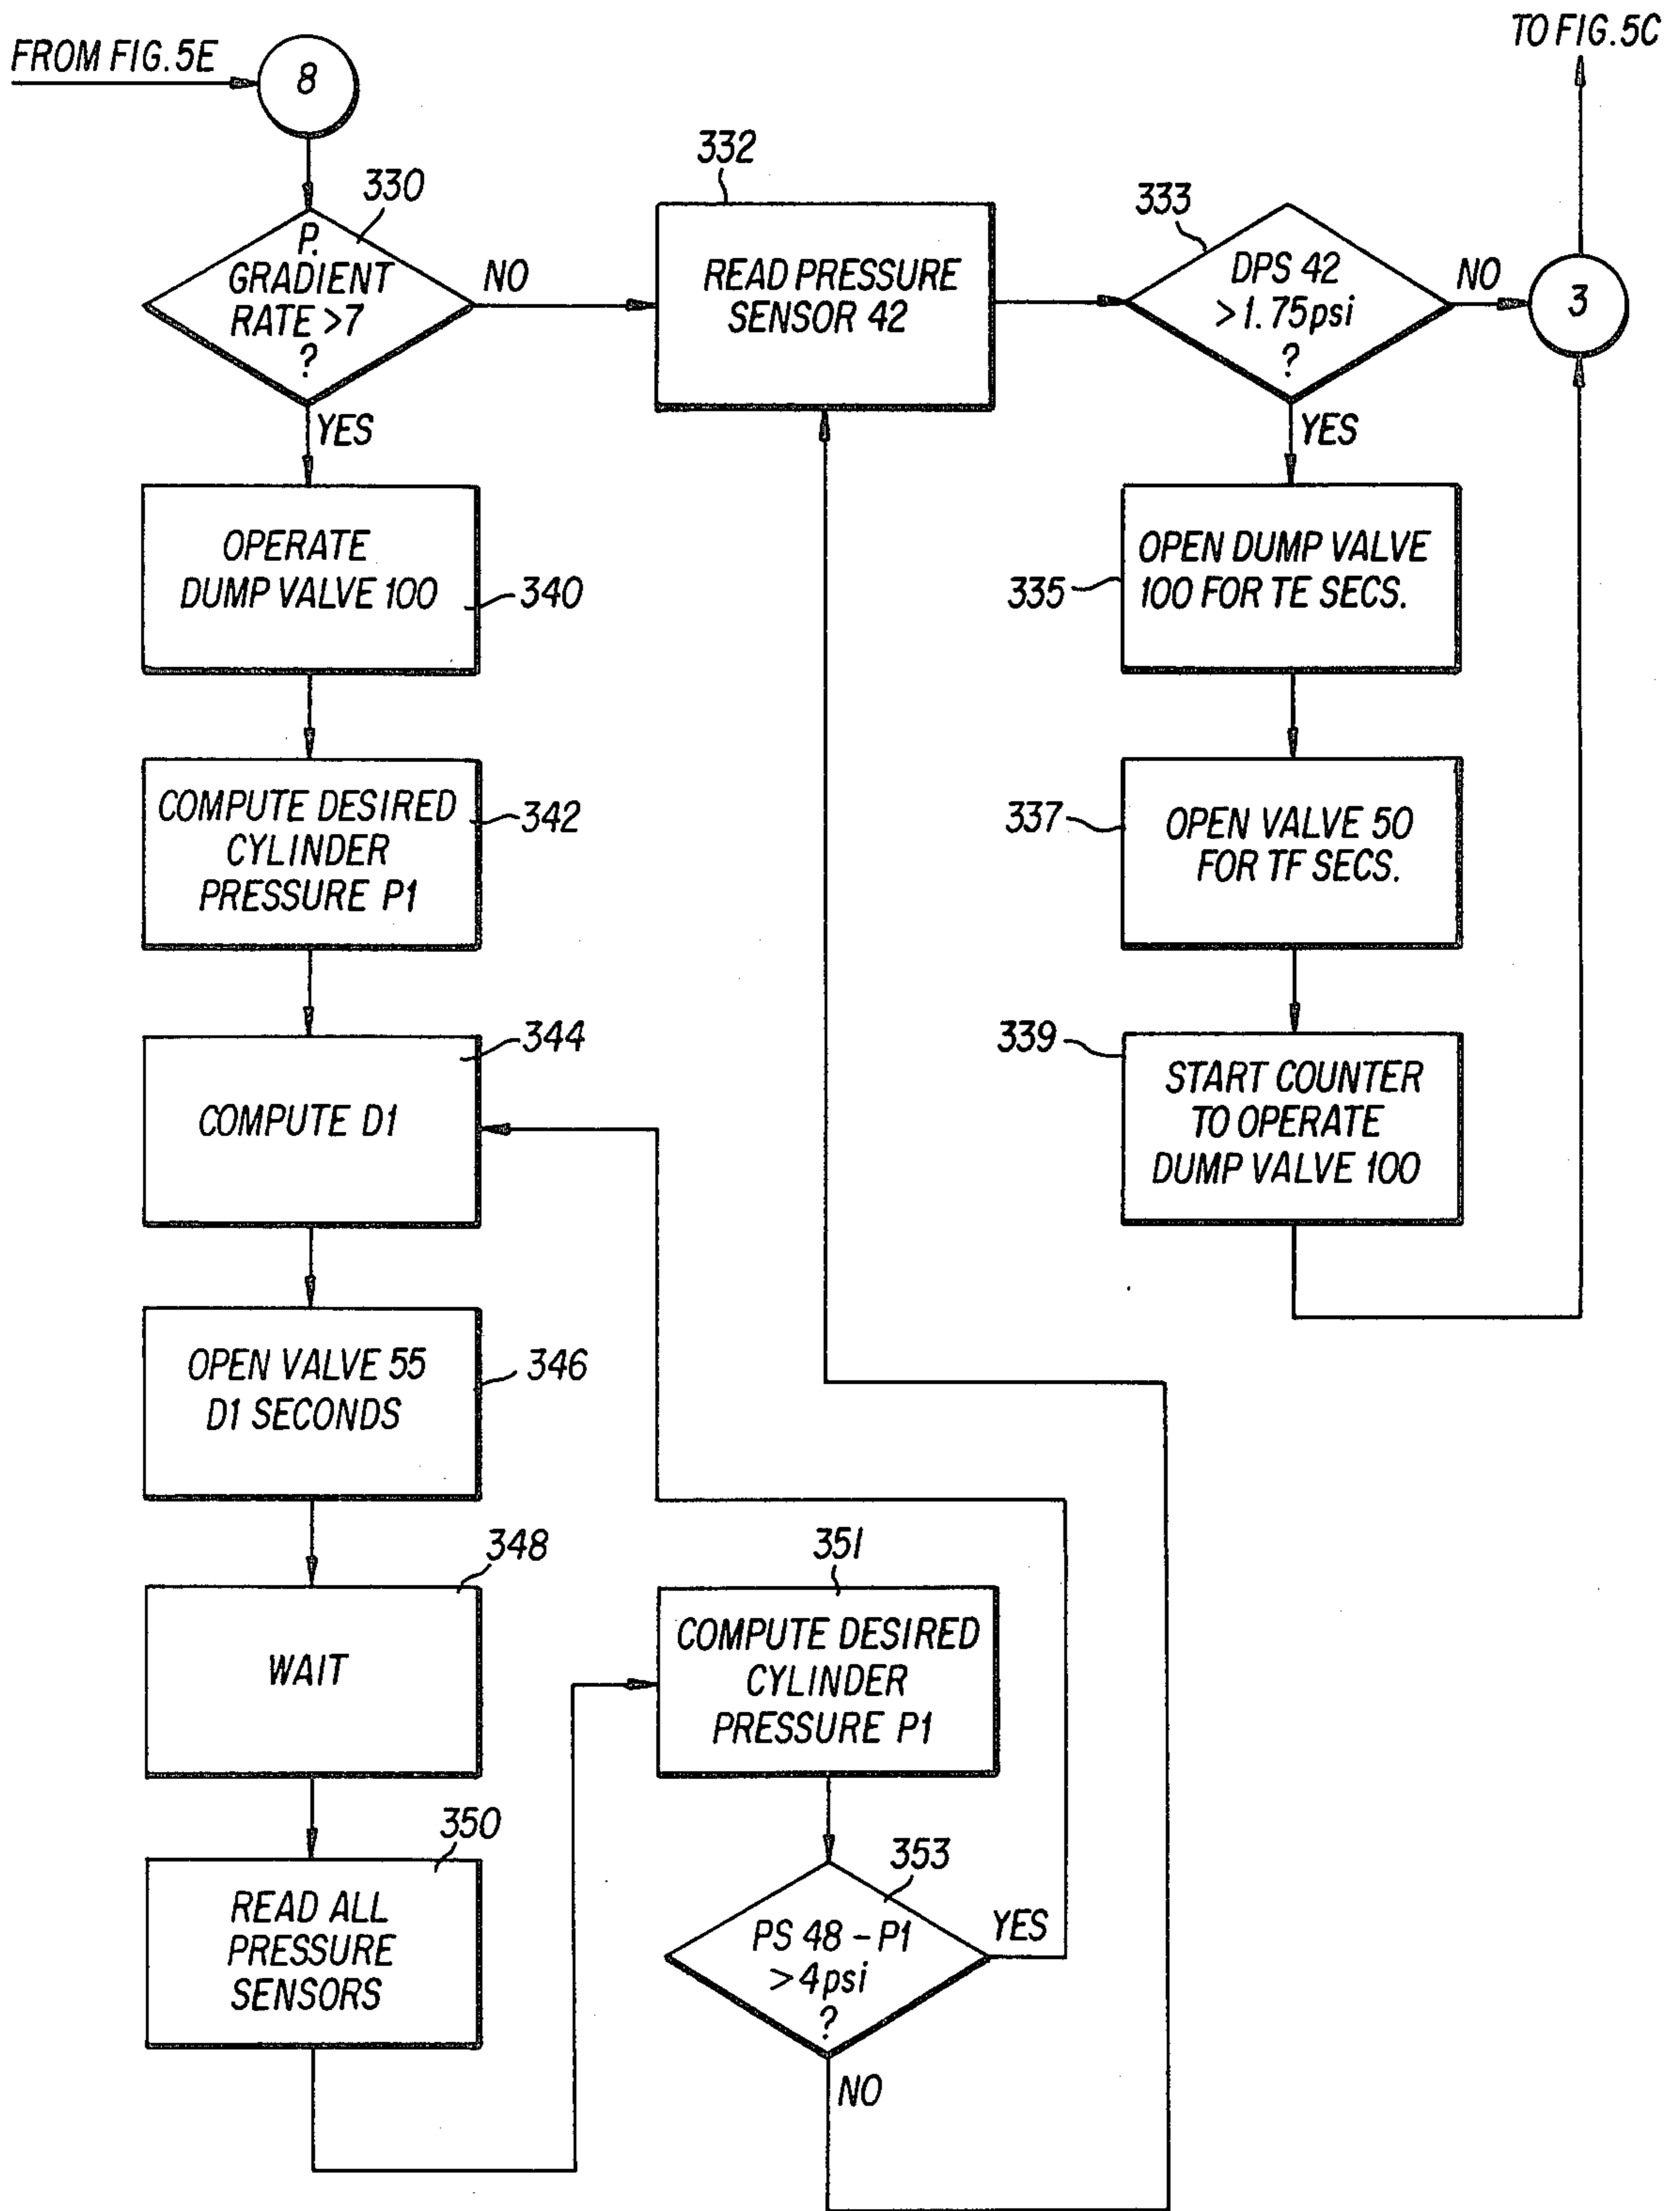 FROM FIG. 5E
8
TO FIG. 5C
330
P.
GRADIENT
RATE >7
?
NO
YES
332
READ PRESSURE
SENSOR 42
333
DPS 42
>1.75psi
?
NO
YES
3
OPERATE
DUMP VALVE 100
340
OPEN DUMP VALVE
100 FOR TE SECS.
335
COMPUTE DESIRED
CYLINDER
PRESSURE P1
342
OPEN VALVE 50
FOR TF SECS.
337
COMPUTE D1
344
START COUNTER
TO OPERATE
DUMP VALVE 100
339
OPEN VALVE 55
D1 SECONDS
346
WAIT
348
351
COMPUTE DESIRED
CYLINDER
PRESSURE P1
READ ALL
PRESSURE
SENSORS
350
353
PS 48 - P1
>4psi
?
YES
NO